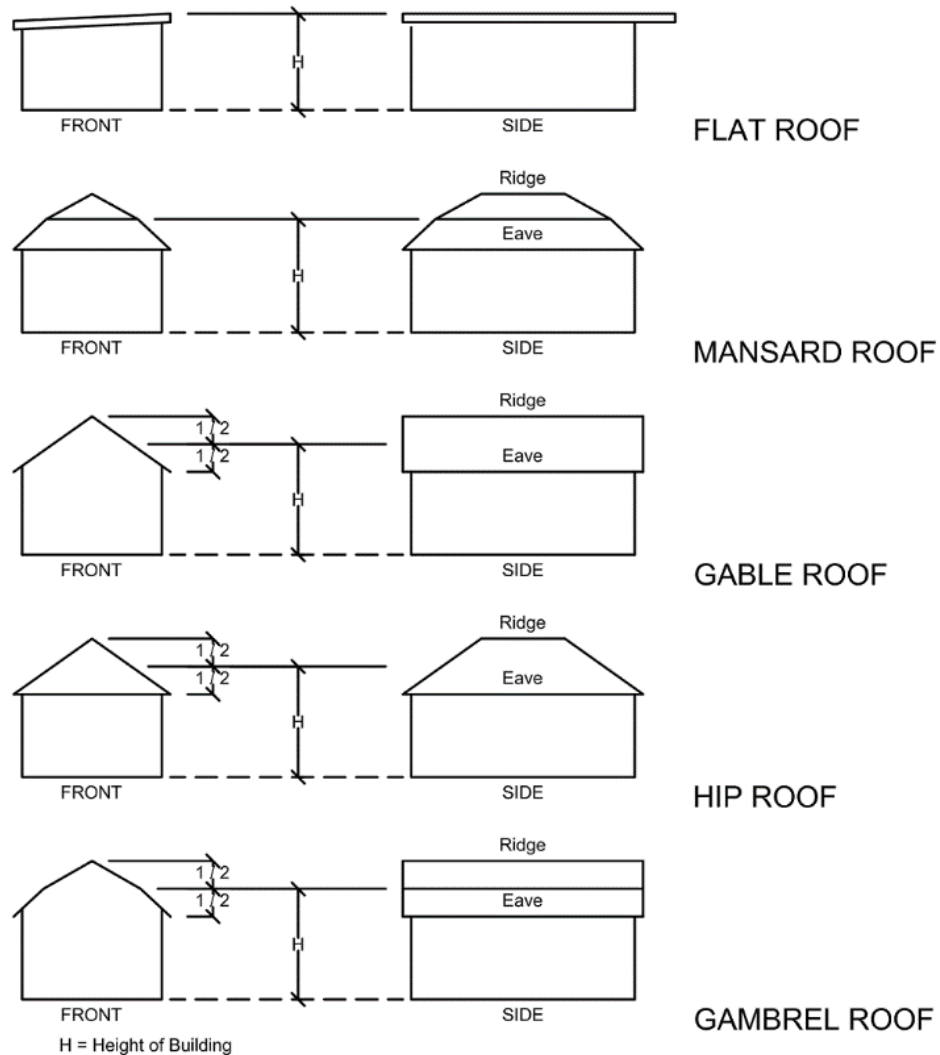 H
FRONT
SIDE
FLAT ROOF
Ridge
Eave
H
FRONT
SIDE
MANSARD ROOF
Ridge
1/2
1/2
Eave
H
FRONT
SIDE
GABLE ROOF
Ridge
1/2
1/2
Eave
H
FRONT
SIDE
HIP ROOF
Ridge
1/2
1/2
Eave
H
FRONT
SIDE
GAMBREL ROOF
H = Height of Building